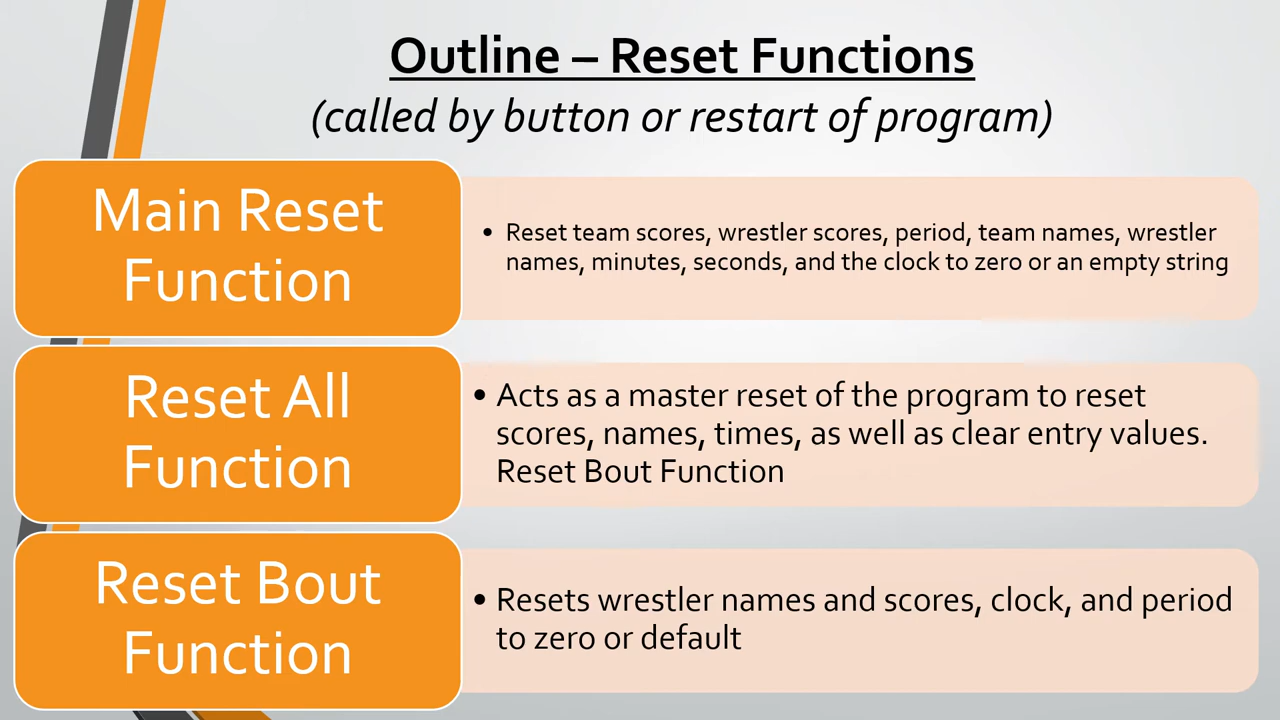 Outline – Reset Functions
(called by button or restart of program)
Main Reset
Function
• Reset team scores, wrestler scores, period, team names, wrestler
names, minutes, seconds, and the clock to zero or an empty string
Reset All
Function
• Acts as a master reset of the program to reset
scores, names, times, as well as clear entry values.
Reset Bout Function
Reset Bout
Function
• Resets wrestler names and scores, clock, and period
to zero or default